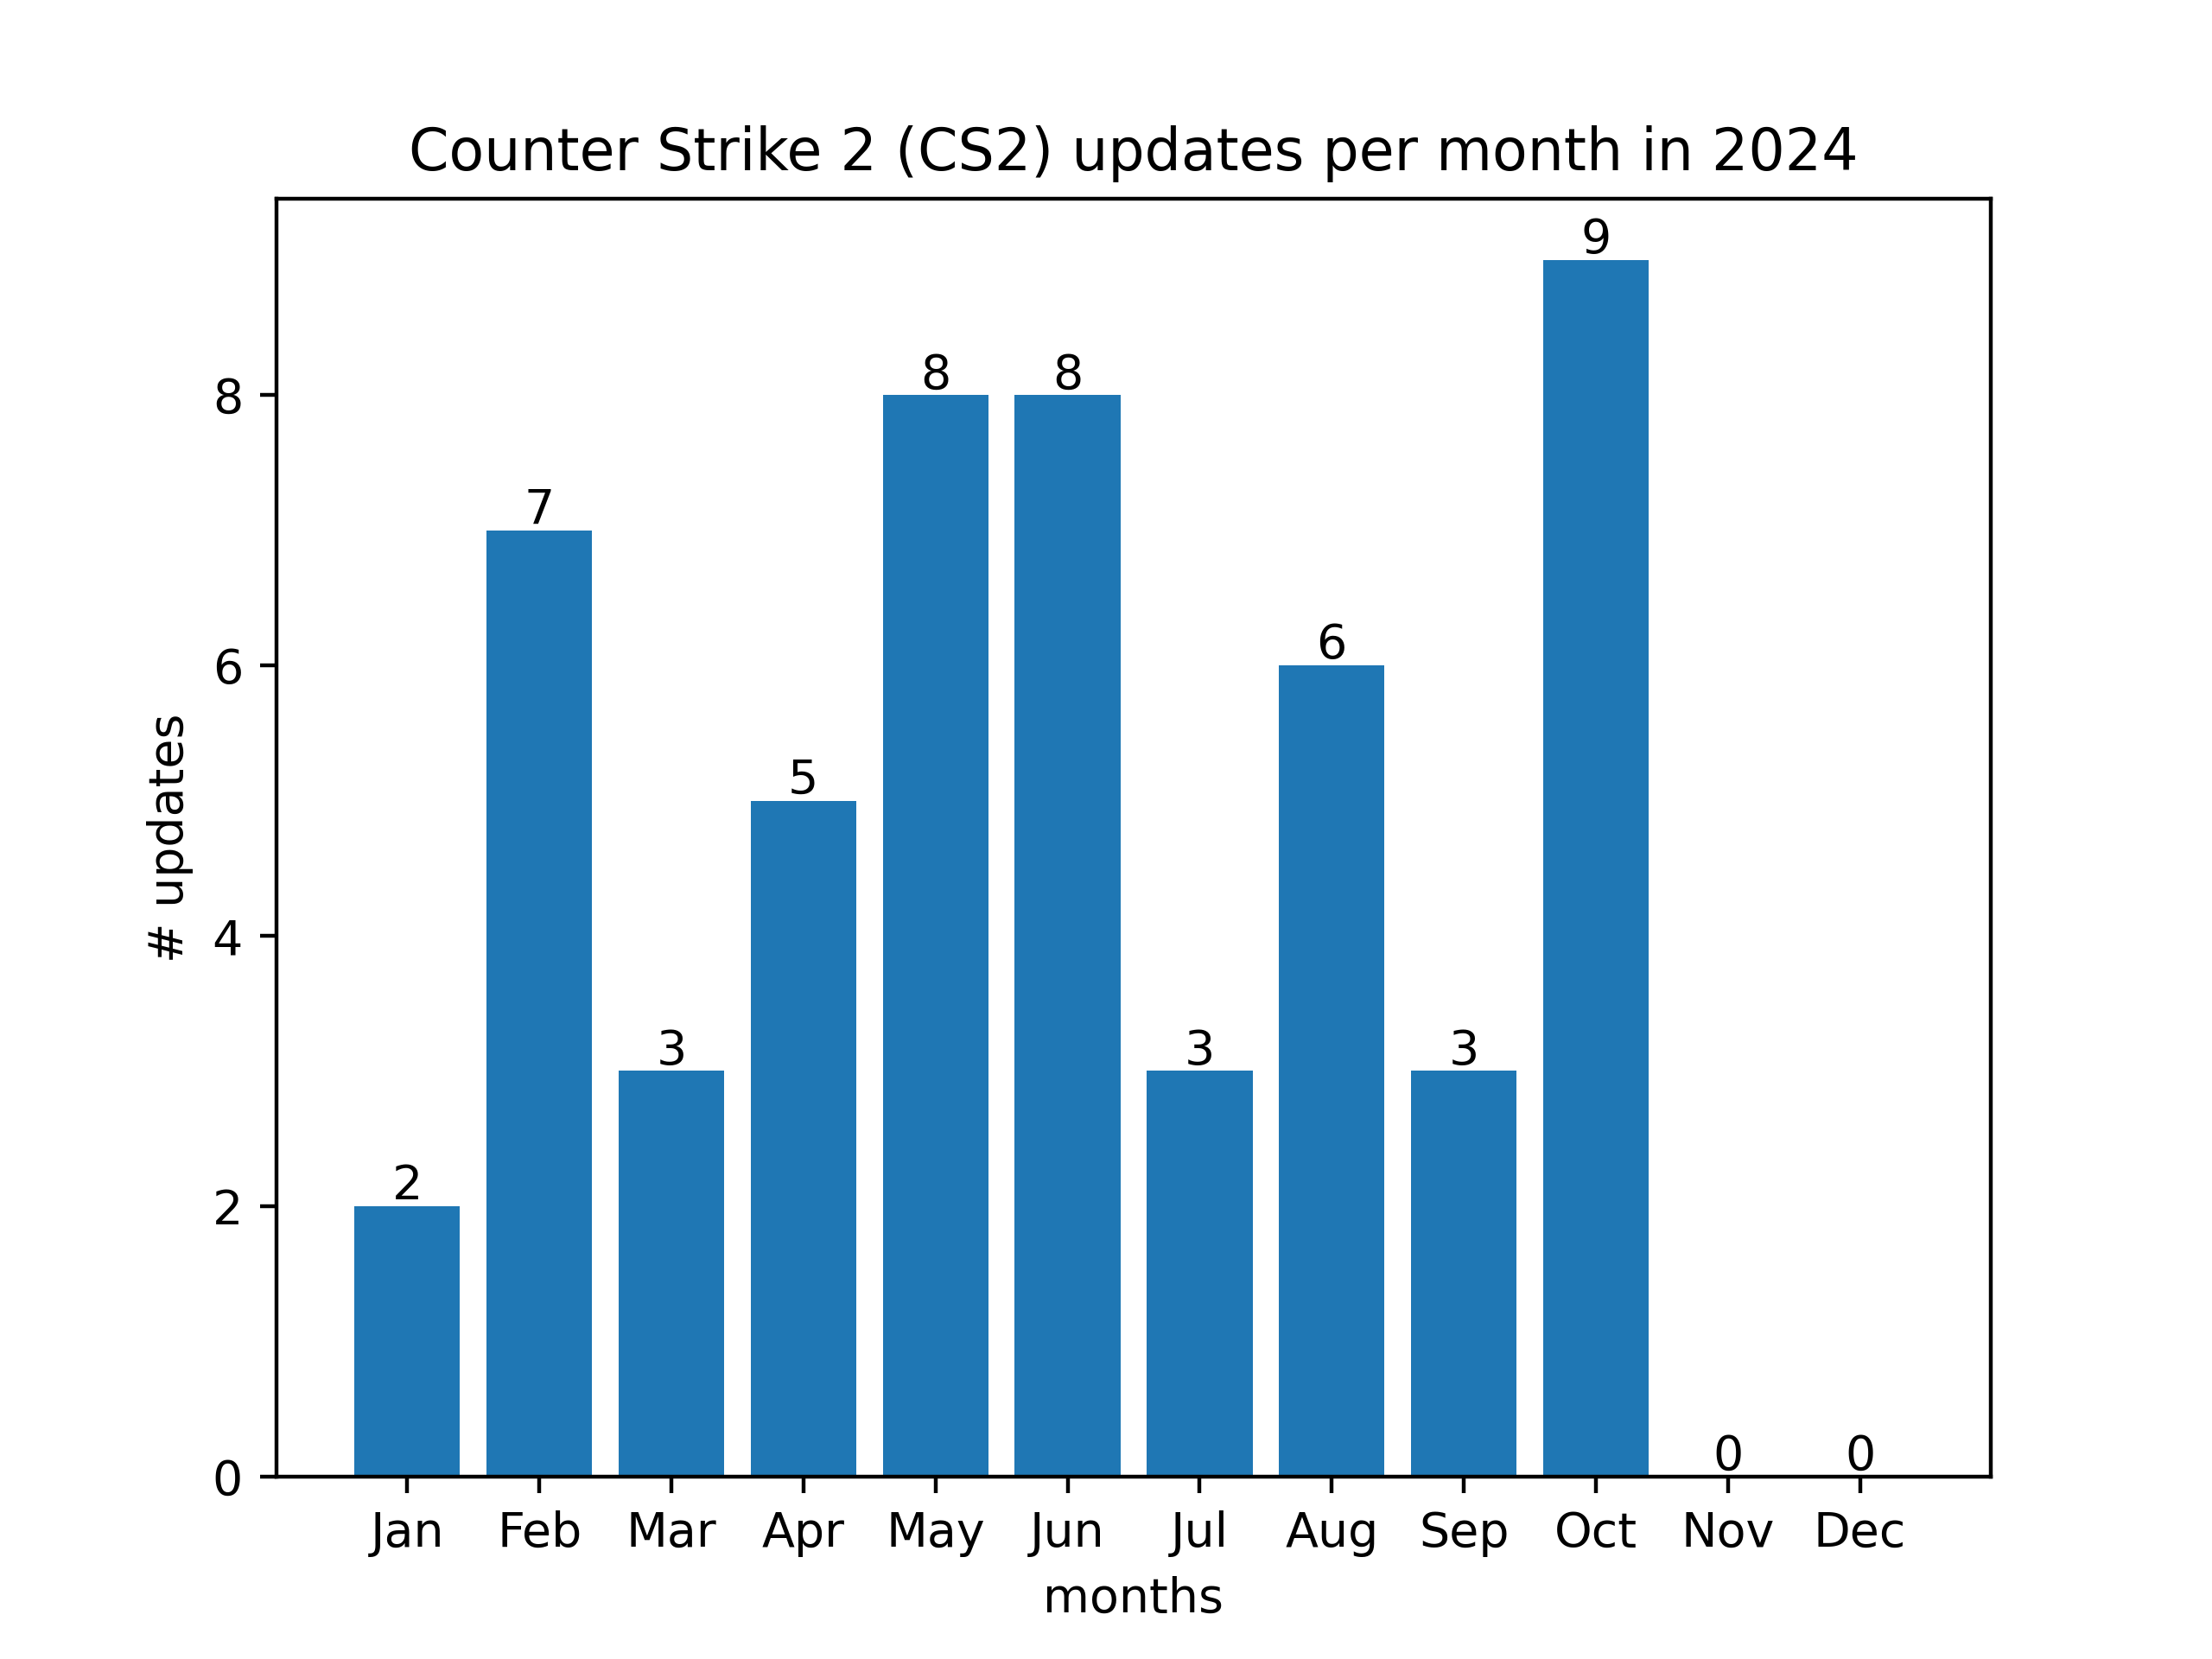 Counter Strike 2 (CS2) updates per month in 2024
9
8 8
8
7
6
6
5
# updates
4
3 3 3
2
2
0 0
0
Jan Feb Mar Apr May Jun Jul Aug Sep Oct Nov Dec
months